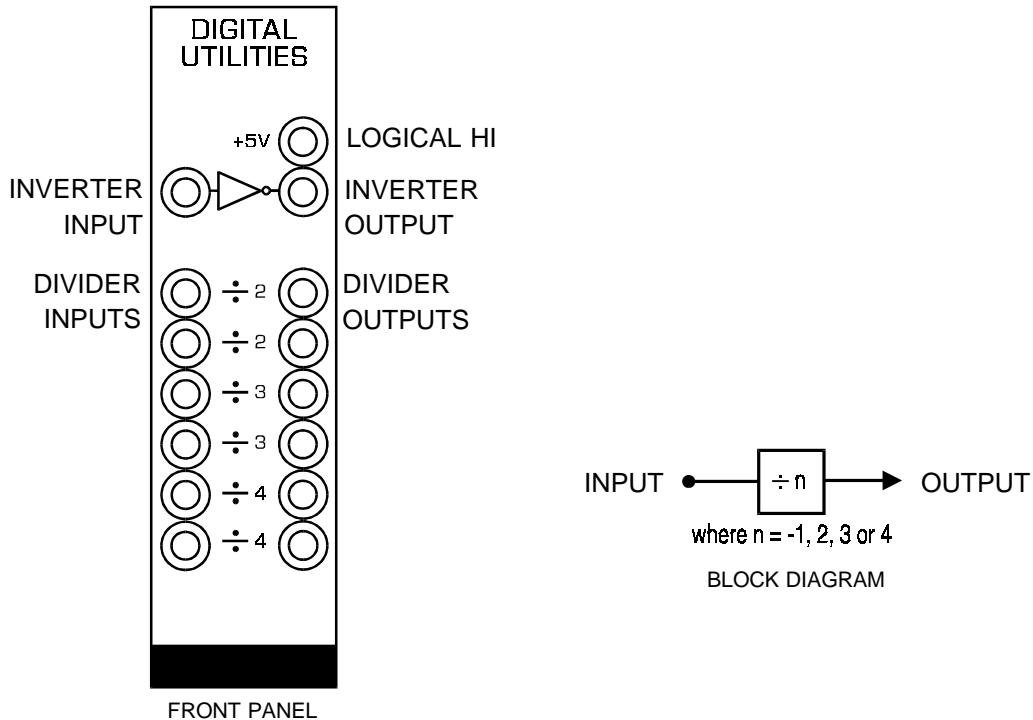 DIGITAL
UTILITIES
+5V LOGICAL HI
INVERTER
INPUT
INVERTER
OUTPUT
DIVIDER
INPUTS
DIVIDER
OUTPUTS
÷ 2
÷ 2
÷ 3
÷ 3
÷ 4
÷ 4
FRONT PANEL
INPUT ÷ n OUTPUT
where n = -1, 2, 3 or 4
BLOCK DIAGRAM